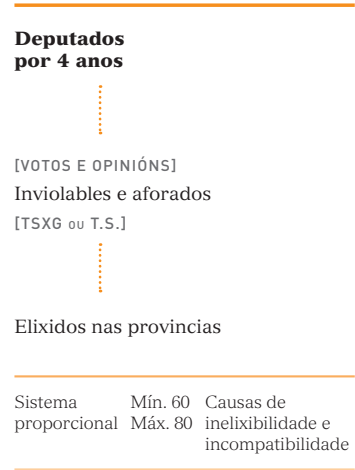 Deputados
por 4 anos
[VOTOS E OPINIÓNS]
Inviolables e aforados
[TSXG OU T.S.]
Elixidos nas provincias
Sistema
proporcional
Mín. 60
Máx. 80
Causas de
inelixibilidade e
incompatibilidade